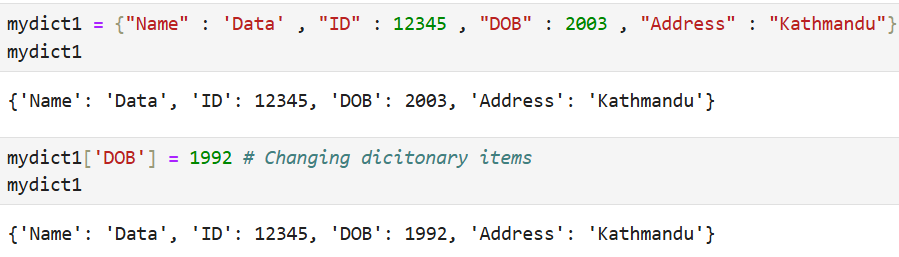 mydict1 = {"Name" : 'Data' , "ID" : 12345 , "DOB" : 2003 , "Address" : "Kathmandu"}
mydict1
{'Name': 'Data', 'ID': 12345, 'DOB': 2003, 'Address': 'Kathmandu'}
mydict1['DOB'] = 1992 # Changing dicitonary items
mydict1
{'Name': 'Data', 'ID': 12345, 'DOB': 1992, 'Address': 'Kathmandu'}